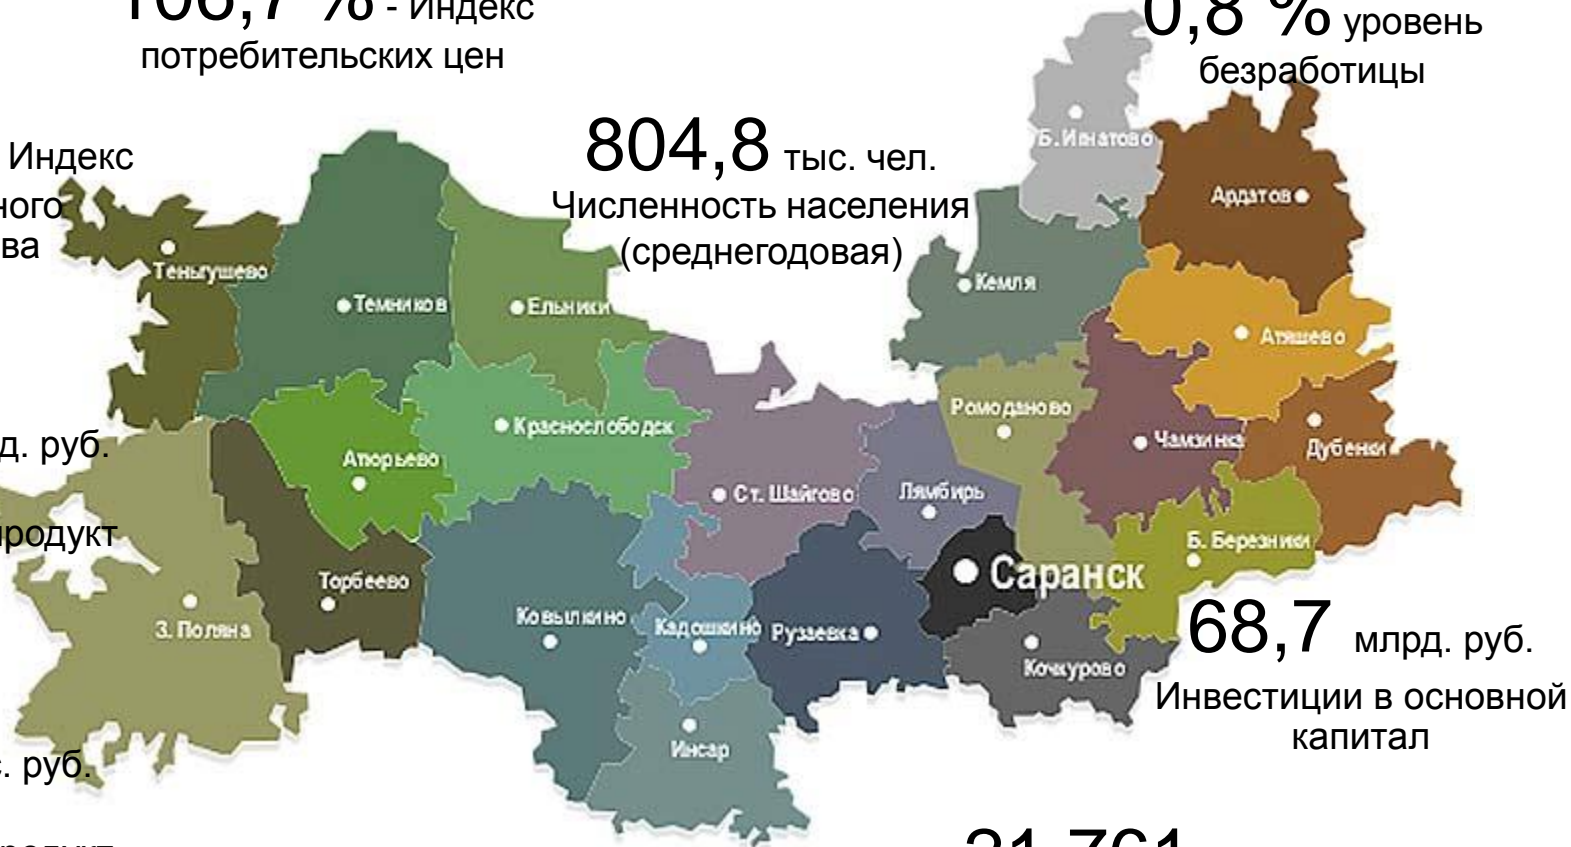 106,7 % - Индекс
потребительских цен
0,8 % уровень
безработицы
Индекс
804,8 тыс. чел.
Численность населения
(среднегодовая)
Б. Игнатово
Ардатов
Теньгушево
Темников
Ельники
Кемля
Атяшево
Краснослободск
Ромоданово
Чамзинка
Дубенки
Атюрьево
Ст. Шайгово
Лямбирь
руб.
продукт
Б. Березники
Торбеево
Саранск
З. Поляна
Ковылкино
Кадошкино
Рузаевка
Кочкурово
68,7 млрд. руб.
Инвестиции в основной
капитал
Инсар
руб.
21 761